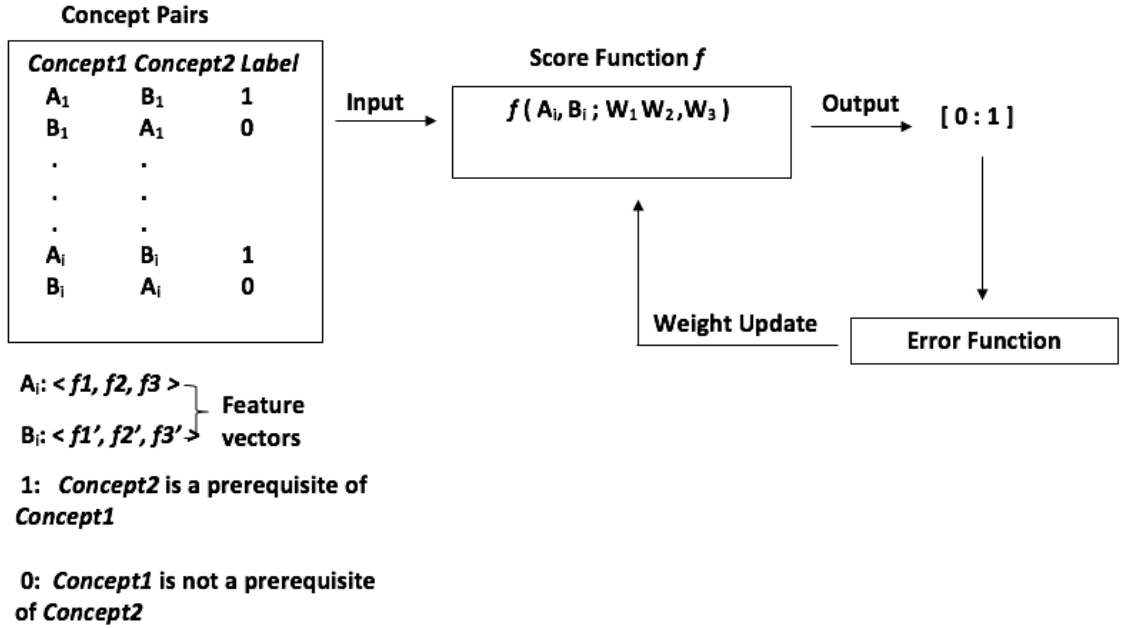 Concept Pairs
Concept1 Concept2 Label
A₁ B₁ 1
B₁ A₁ 0
. .
. .
. .
Aᵢ Bᵢ 1
Bᵢ Aᵢ 0
Input
Score Function f
f ( Aᵢ, Bᵢ ; W₁ W₂,W₃ )
Output
[ 0 : 1 ]
Weight Update
Error Function
Aᵢ: < f1, f2, f3 >
Bᵢ: < f1’, f2’, f3’ >
Feature
vectors
1: Concept2 is a prerequisite of
Concept1
0: Concept1 is not a prerequisite
of Concept2